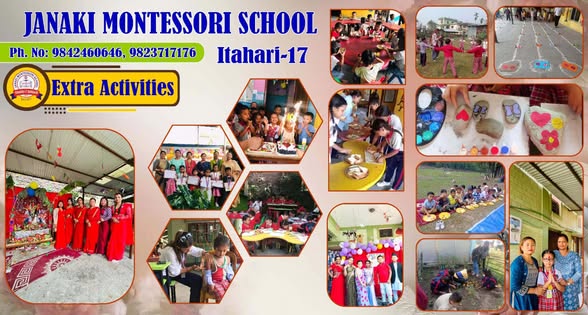 JANAKI MONTESSORI SCHOOL
Ph. No: 9842460646, 9823717176
Itahari-17
Extra Activities